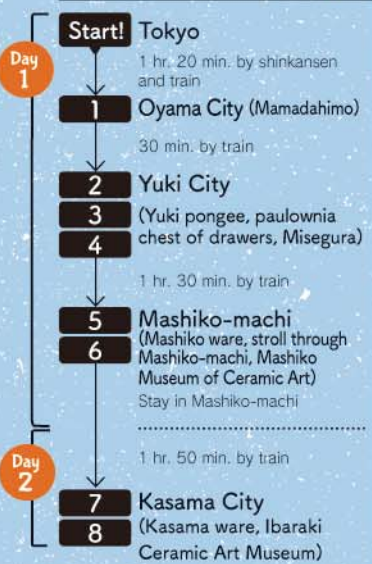 Start! Tokyo
Day
1
1 hr. 20 min. by shinkansen
and train
1 Oyama City (Mamadahimo)
30 min. by train
2 Yuki City
3 (Yuki pongee, paulownia
4 chest of drawers, Misegura)
1 hr. 30 min. by train
5 Mashiko-machi
6 (Mashiko ware, stroll through
Mashiko-machi, Mashiko
Museum of Ceramic Art)
Stay in Mashiko-machi
Day
2
1 hr. 50 min. by train
7 Kasama City
8 (Kasama ware, Ibaraki
Ceramic Art Museum)